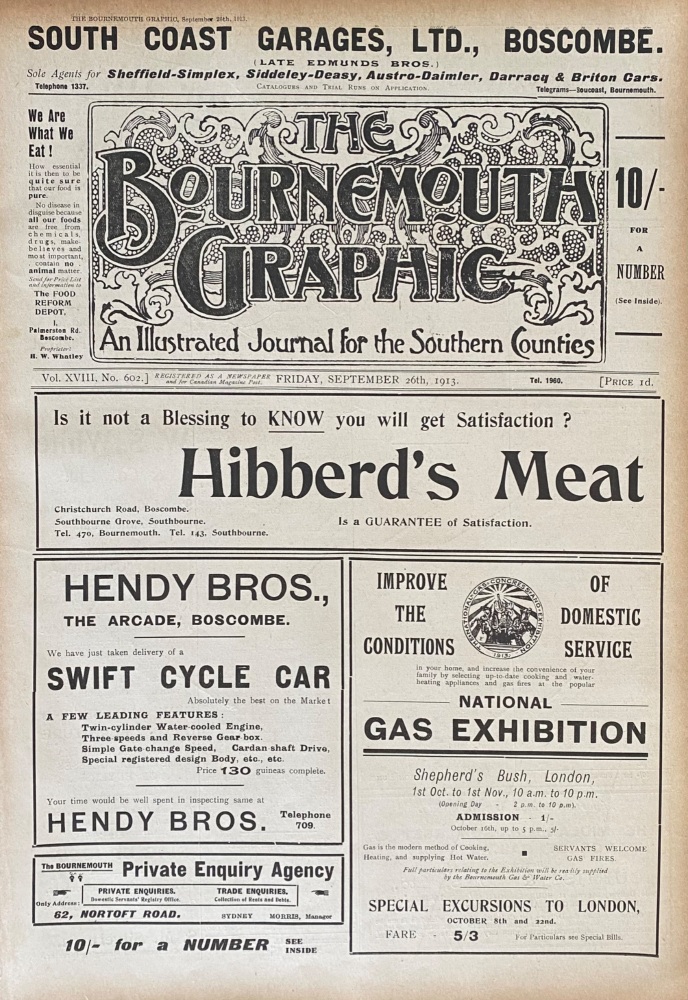 THE BOURNEMOUTH GRAPHIC, September 26th, 1913.
SOUTH COAST GARAGES, LTD., BOSCOMBE.
(LATE EDMUNDS BROS.)
Sole Agents for Sheffield-Simplex, Siddeley-Deasy, Austro-Daimler, Darracq & Briton Cars.
Telephone 1337.
CATALOGUES AND TRIAL RUNS ON APPLICATION.
Telegrams—Soucoast, Bournemouth.
We Are
What We
Eat !
How essential
it is then to be
quite sure
that our food is
pure.
No disease in
disguise because
all our foods
are free from
chemicals,
drugs, make-
believes and
most important,
contain no
animal matter.
Send for Price List
and information to
The FOOD
REFORM
DEPOT,
1,
Palmerston Rd.
Boscombe.
Proprietor:
H. W. Whatley
THE
BOURNEMOUTH
GRAPHIC
An Illustrated Journal for the Southern Counties
10/-
FOR
A
NUMBER
(See Inside).
Vol. XVIII, No. 602.]
REGISTERED AS A NEWSPAPER
and for Canadian Magazine Post.
FRIDAY, SEPTEMBER 26th, 1913.
Tel. 1960.
[PRICE 1d.
Is it not a Blessing to KNOW you will get Satisfaction ?
Hibberd's Meat
Christchurch Road, Boscombe.
Southbourne Grove, Southbourne.
Tel. 470, Bournemouth. Tel. 143, Southbourne.
Is a GUARANTEE of Satisfaction.
HENDY BROS.,
THE ARCADE, BOSCOMBE.
We have just taken delivery of a
SWIFT CYCLE CAR
Absolutely the best on the Market
A FEW LEADING FEATURES :
Twin-cylinder Water-cooled Engine,
Three speeds and Reverse Gear-box.
Simple Gate-change Speed, Cardan shaft Drive,
Special registered design Body, etc., etc.
Price 130 guineas complete.
Your time would be well spent in inspecting same at
HENDY BROS.
Telephone
709.
The BOURNEMOUTH Private Enquiry Agency
PRIVATE ENQUIRIES.
Domestic Servants' Registry Office.
TRADE ENQUIRIES.
Collection of Rents and Debts.
Only Address:
62, NORTOFT ROAD.
SYDNEY MORRIS, Manager
10/- for a NUMBER
SEE
INSIDE
IMPROVE
THE
CONDITIONS
NATIONAL·GAS·CONGRESS·AND·EXHIBITION
1913
OF
DOMESTIC
SERVICE
in your home, and increase the convenience of your
family by selecting up-to-date cooking and water-
heating appliances and gas fires at the popular
NATIONAL
GAS EXHIBITION
Shepherd's Bush, London,
1st Oct. to 1st Nov., 10 a.m. to 10 p.m.
(Opening Day - 2 p.m. to 10 p.m).
ADMISSION - 1/-
October 16th, up to 5 p.m., 5/-
Gas is the modern method of Cooking,
Heating, and supplying Hot Water.
SERVANTS WELCOME
GAS FIRES.
Full particulars relating to the Exhibition will be readily supplied
by the Bournemouth Gas & Water Co.
SPECIAL EXCURSIONS TO LONDON,
OCTOBER 8th and 22nd.
FARE - 5/3
For Particulars see Special Bills.